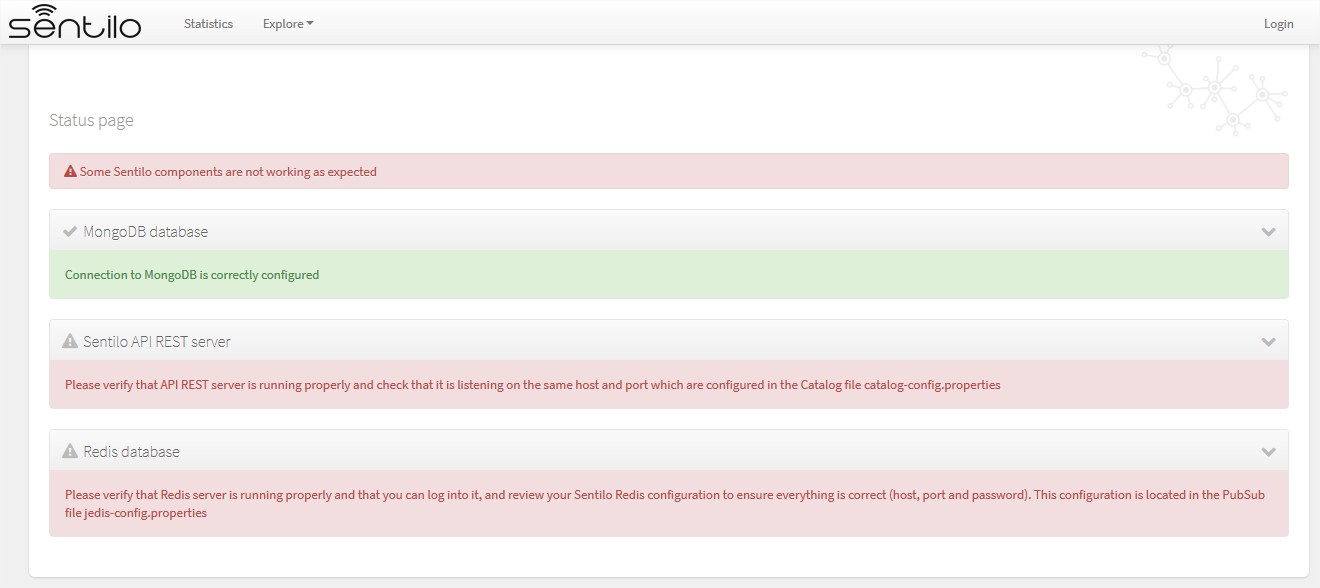 sentilo Statistics Explore Login
Status page
Some Sentilo components are not working as expected
MongoDB database
Connection to MongoDB is correctly configured
Sentilo API REST server
Please verify that API REST server is running properly and check that it is listening on the same host and port which are configured in the Catalog file catalog-config.properties
Redis database
Please verify that Redis server is running properly and that you can log into it, and review your Sentilo Redis configuration to ensure everything is correct (host, port and password). This configuration is located in the PubSub
file jedis-config.properties